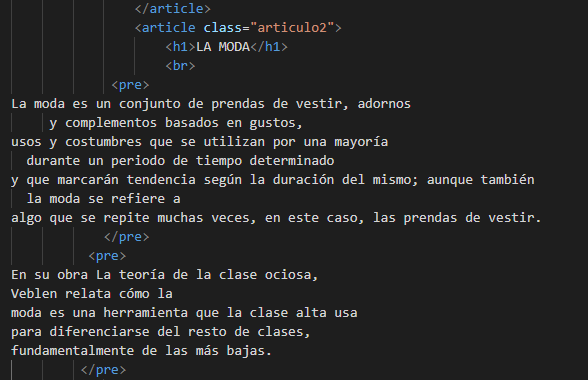 </article>
<article class="articulo2">
<h1>LA MODA</h1>
<br>
<pre>
La moda es un conjunto de prendas de vestir, adornos
y complementos basados en gustos,
usos y costumbres que se utilizan por una mayoría
durante un periodo de tiempo determinado
y que marcarán tendencia según la duración del mismo; aunque también
la moda se refiere a
algo que se repite muchas veces, en este caso, las prendas de vestir.
</pre>
<pre>
En su obra La teoría de la clase ociosa,
Veblen relata cómo la
moda es una herramienta que la clase alta usa
para diferenciarse del resto de clases,
fundamentalmente de las más bajas.
</pre>